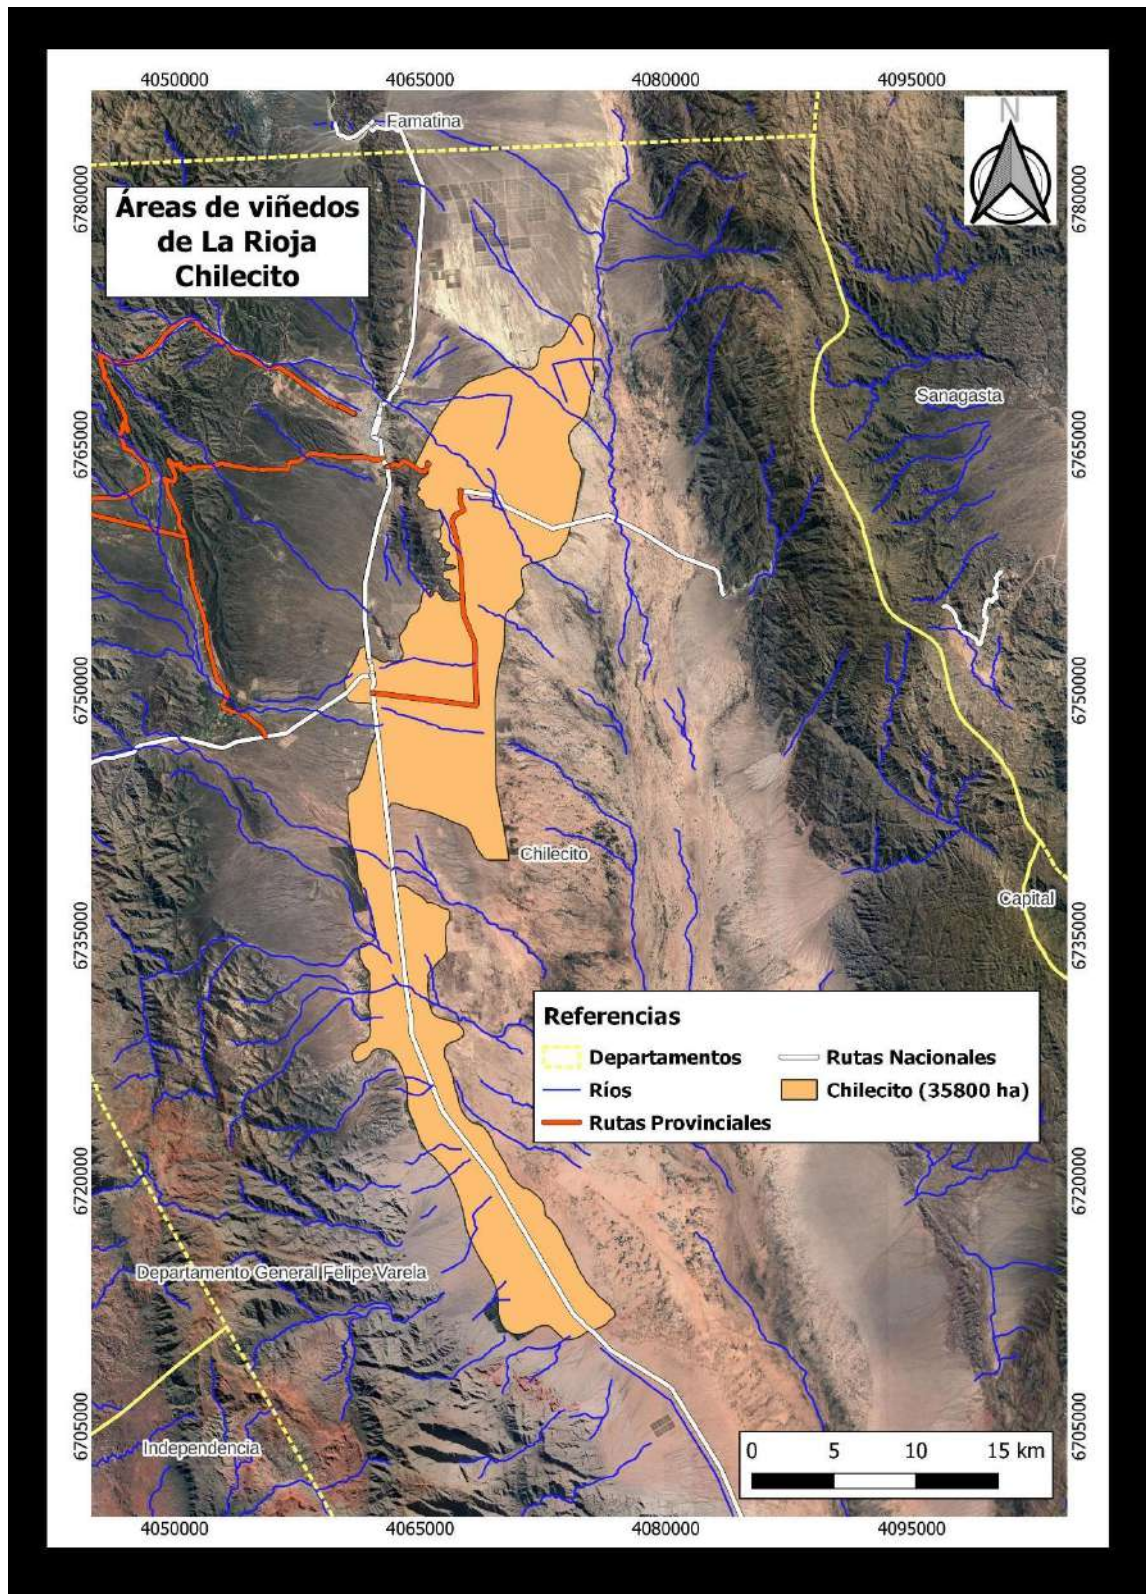 4050000 4065000 4080000 4095000
N
Famatina
6780000
6780000
Áreas de viñedos
de La Rioja
Chilecito
Sanagasta
6765000
6765000
6750000
6750000
Chilecito
Capital
6735000
6735000
Referencias
Departamentos
Rutas Nacionales
Ríos
Chilecito (35800 ha)
Rutas Provinciales
6720000
6720000
Departamento General Felipe Varela
Independencia
6705000
6705000
0 5 10 15 km
4050000 4065000 4080000 4095000